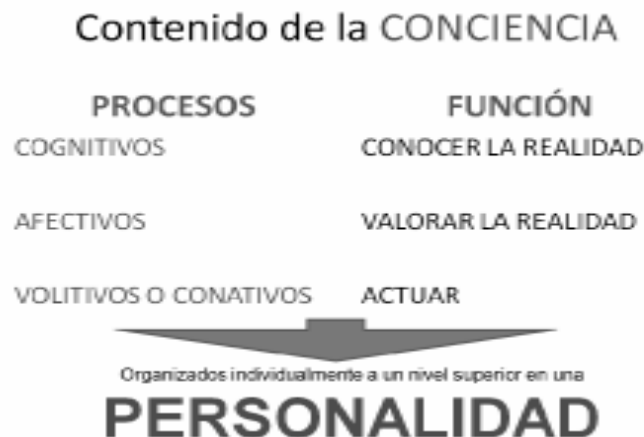 Contenido de la CONCIENCIA
PROCESOS FUNCIÓN
COGNITIVOS CONOCER LA REALIDAD
AFECTIVOS VALORAR LA REALIDAD
VOLITIVOS O CONATIVOS ACTUAR
Organizados individualmente a un nivel superior en una
PERSONALIDAD